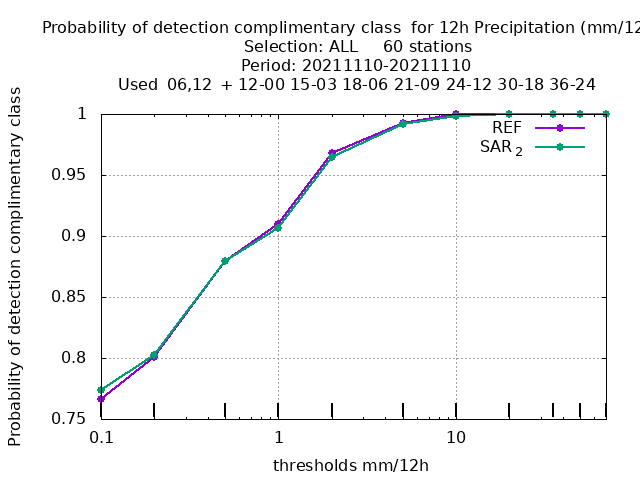 Probability of detection complimentary class  for 12h Precipitation (mm/12
Selection: ALL     60 stations
Period: 20211110-20211110
Used  06,12  + 12-00 15-03 18-06 21-09 24-12 30-18 36-24
Probability of detection complimentary class
1
0.95
0.9
0.85
0.8
0.75
REF
SAR 2
0.1
1
10
thresholds mm/12h